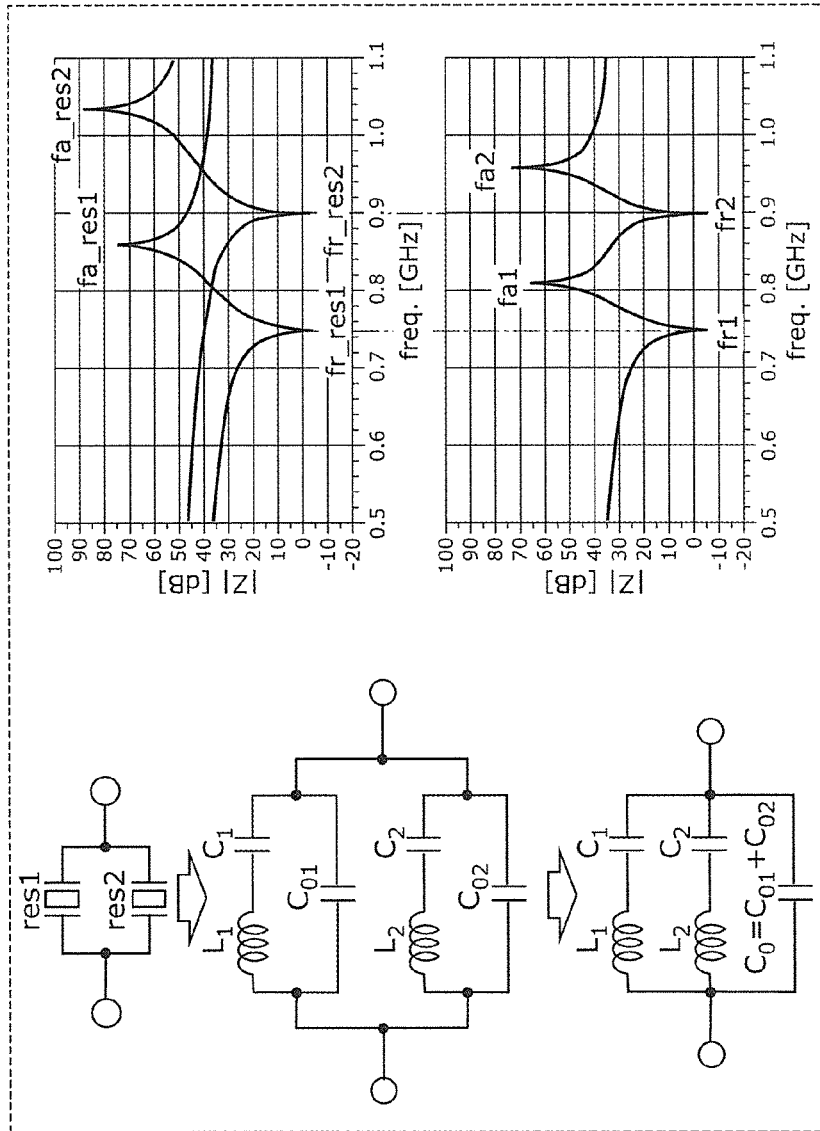 res1
res2
L₁
C₁
C₀₁
L₂
C₂
C₀₂
L₁
C₁
L₂
C₂
C₀=C₀₁+C₀₂
|Z| [dB]
100
90
80
70
60
50
40
30
20
10
0
-10
-20
fa_res1
fa_res2
fr_res1
fr_res2
0.5
0.6
0.7
0.8
0.9
1.0
1.1
freq. [GHz]
|Z| [dB]
100
90
80
70
60
50
40
30
20
10
0
-10
-20
fa1
fa2
fr1
fr2
0.5
0.6
0.7
0.8
0.9
1.0
1.1
freq. [GHz]